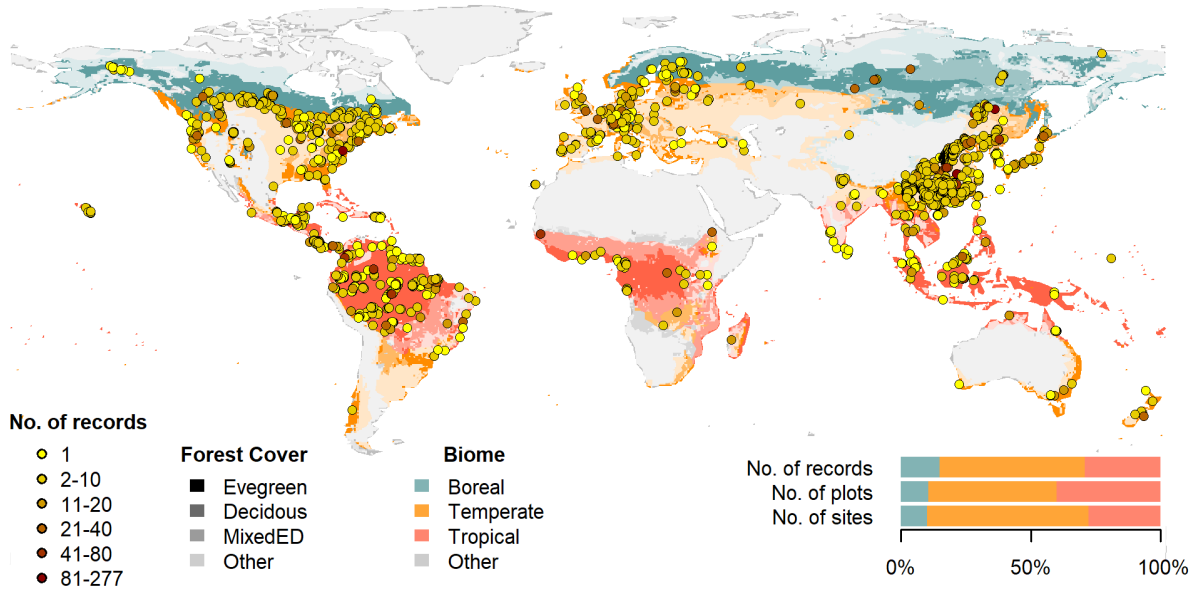 No. of records
1
2-10
11-20
21-40
41-80
81-277
Forest Cover
Evegreen
Decidous
MixedED
Other
Biome
Boreal
Temperate
Tropical
Other
No. of records
No. of plots
No. of sites
0% 50% 100%